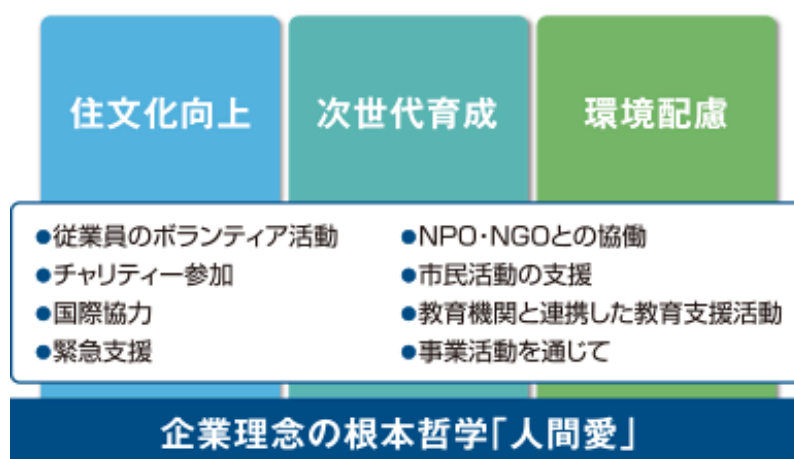 住文化向上
次世代育成
環境配慮
●従業員のボランティア活動
●チャリティー参加
●国際協力
●緊急支援
●NPO・NGOとの協働
●市民活動の支援
●教育機関と連携した教育支援活動
●事業活動を通じて
企業理念の根本哲学「人間愛」